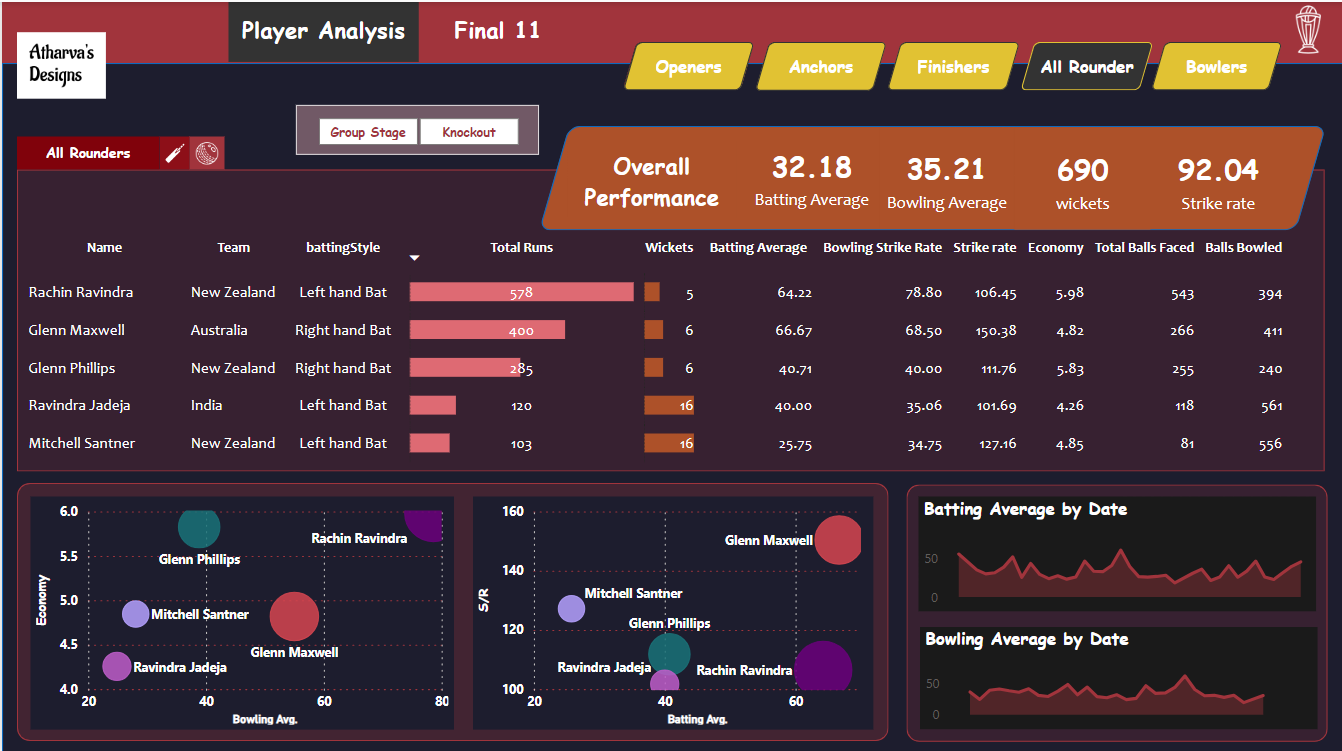 Player Analysis
Final 11
Atharva's
Designs
Openers
Anchors
Finishers
All Rounder
Bowlers
Group Stage
Knockout
All Rounders
Overall
Performance
32.18
Batting Average
35.21
Bowling Average
690
wickets
92.04
Strike rate
Name Team battingStyle Total Runs Wickets Batting Average Bowling Strike Rate Strike rate Economy Total Balls Faced Balls Bowled
Rachin Ravindra New Zealand Left hand Bat 578 5 64.22 78.80 106.45 5.98 543 394
Glenn Maxwell Australia Right hand Bat 400 6 66.67 68.50 150.38 4.82 266 411
Glenn Phillips New Zealand Right hand Bat 285 6 40.71 40.00 111.76 5.83 255 240
Ravindra Jadeja India Left hand Bat 120 16 40.00 35.06 101.69 4.26 118 561
Mitchell Santner New Zealand Left hand Bat 103 16 25.75 34.75 127.16 4.85 81 556
6.0
5.5
5.0
4.5
4.0
Economy
Rachin Ravindra
Glenn Phillips
Mitchell Santner
Glenn Maxwell
Ravindra Jadeja
20 40 60 80
Bowling Avg.
160
140
120
100
S/R
Glenn Maxwell
Mitchell Santner
Glenn Phillips
Ravindra Jadeja
Rachin Ravindra
20 40 60
Batting Avg.
Batting Average by Date
50
0
Bowling Average by Date
50
0